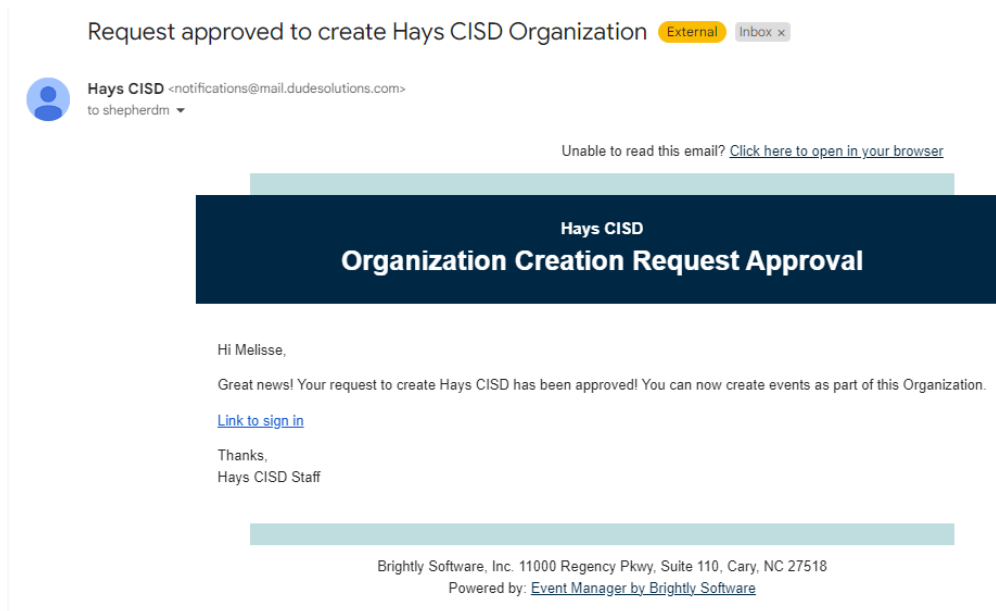 Request approved to create Hays CISD Organization External Inbox ×
Hays CISD <notifications@mail.dudesolutions.com>
to shepherdm
Unable to read this email? Click here to open in your browser
Hays CISD
Organization Creation Request Approval
Hi Melisse,
Great news! Your request to create Hays CISD has been approved! You can now create events as part of this Organization.
Link to sign in
Thanks,
Hays CISD Staff
Brightly Software, Inc. 11000 Regency Pkwy, Suite 110, Cary, NC 27518
Powered by: Event Manager by Brightly Software